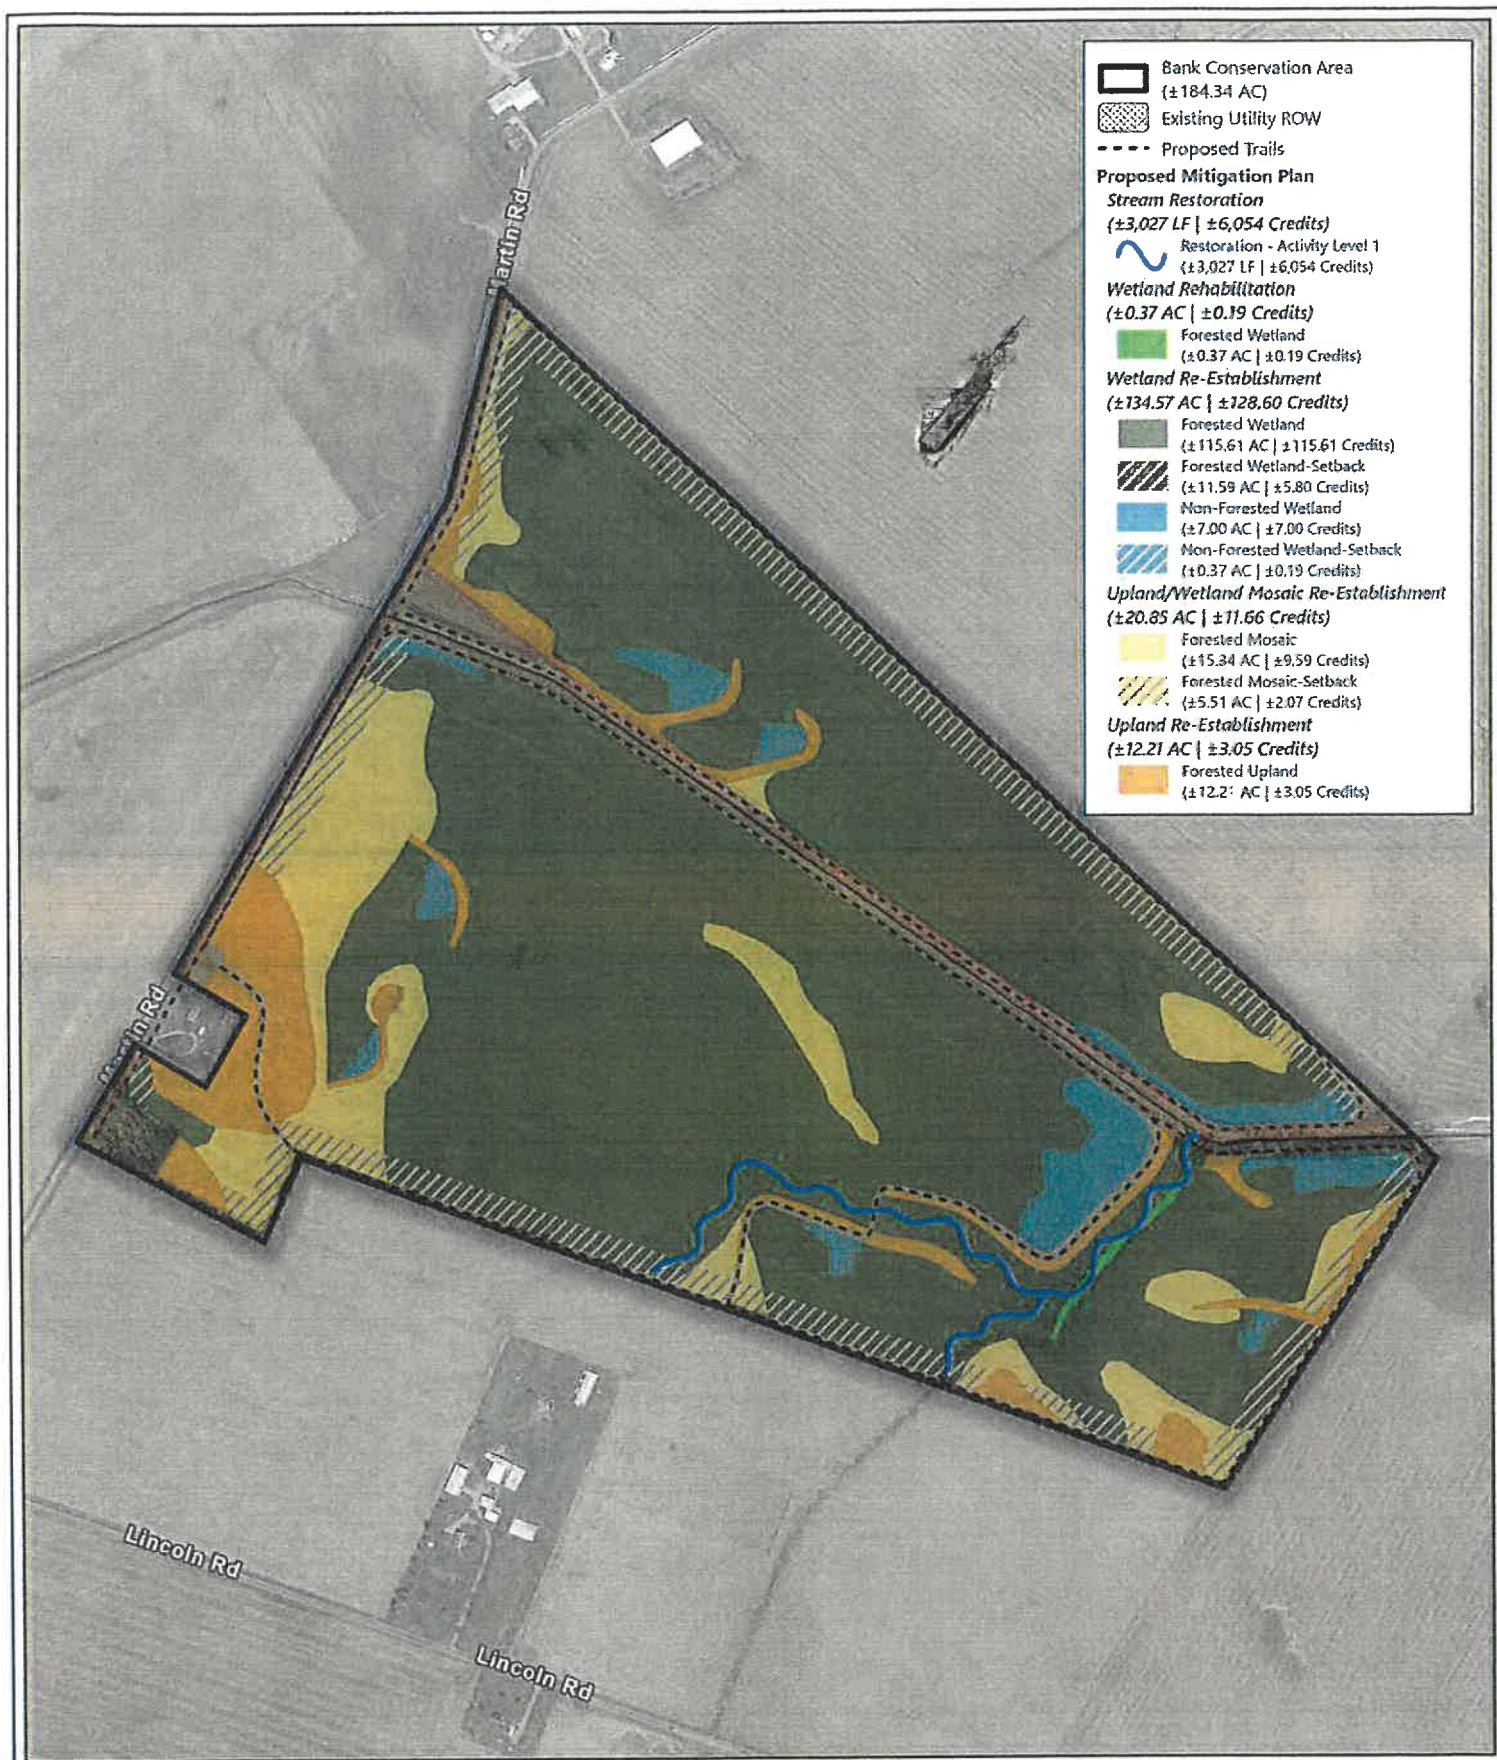 Bank Conservation Area
(±184.34 AC)
Existing Utility ROW
Proposed Trails
Proposed Mitigation Plan
Stream Restoration
(±3,027 LF | ±6,054 Credits)
Restoration - Activity Level 1
(±3,027 LF | ±6,054 Credits)
Wetland Rehabilitation
(±0.37 AC | ±0.19 Credits)
Forested Wetland
(±0.37 AC | ±0.19 Credits)
Wetland Re-Establishment
(±134.57 AC | ±128.60 Credits)
Forested Wetland
(±115.61 AC | ±115.61 Credits)
Forested Wetland-Setback
(±11.59 AC | ±5.80 Credits)
Non-Forested Wetland
(±7.00 AC | ±7.00 Credits)
Non-Forested Wetland-Setback
(±0.37 AC | ±0.19 Credits)
Upland/Wetland Mosaic Re-Establishment
(±20.85 AC | ±11.66 Credits)
Forested Mosaic
(±15.34 AC | ±9.59 Credits)
Forested Mosaic-Setback
(±5.51 AC | ±2.07 Credits)
Upland Re-Establishment
(±12.21 AC | ±3.05 Credits)
Forested Upland
(±12.21 AC | ±3.05 Credits)
Martin Rd
Martin Rd
Lincoln Rd
Lincoln Rd